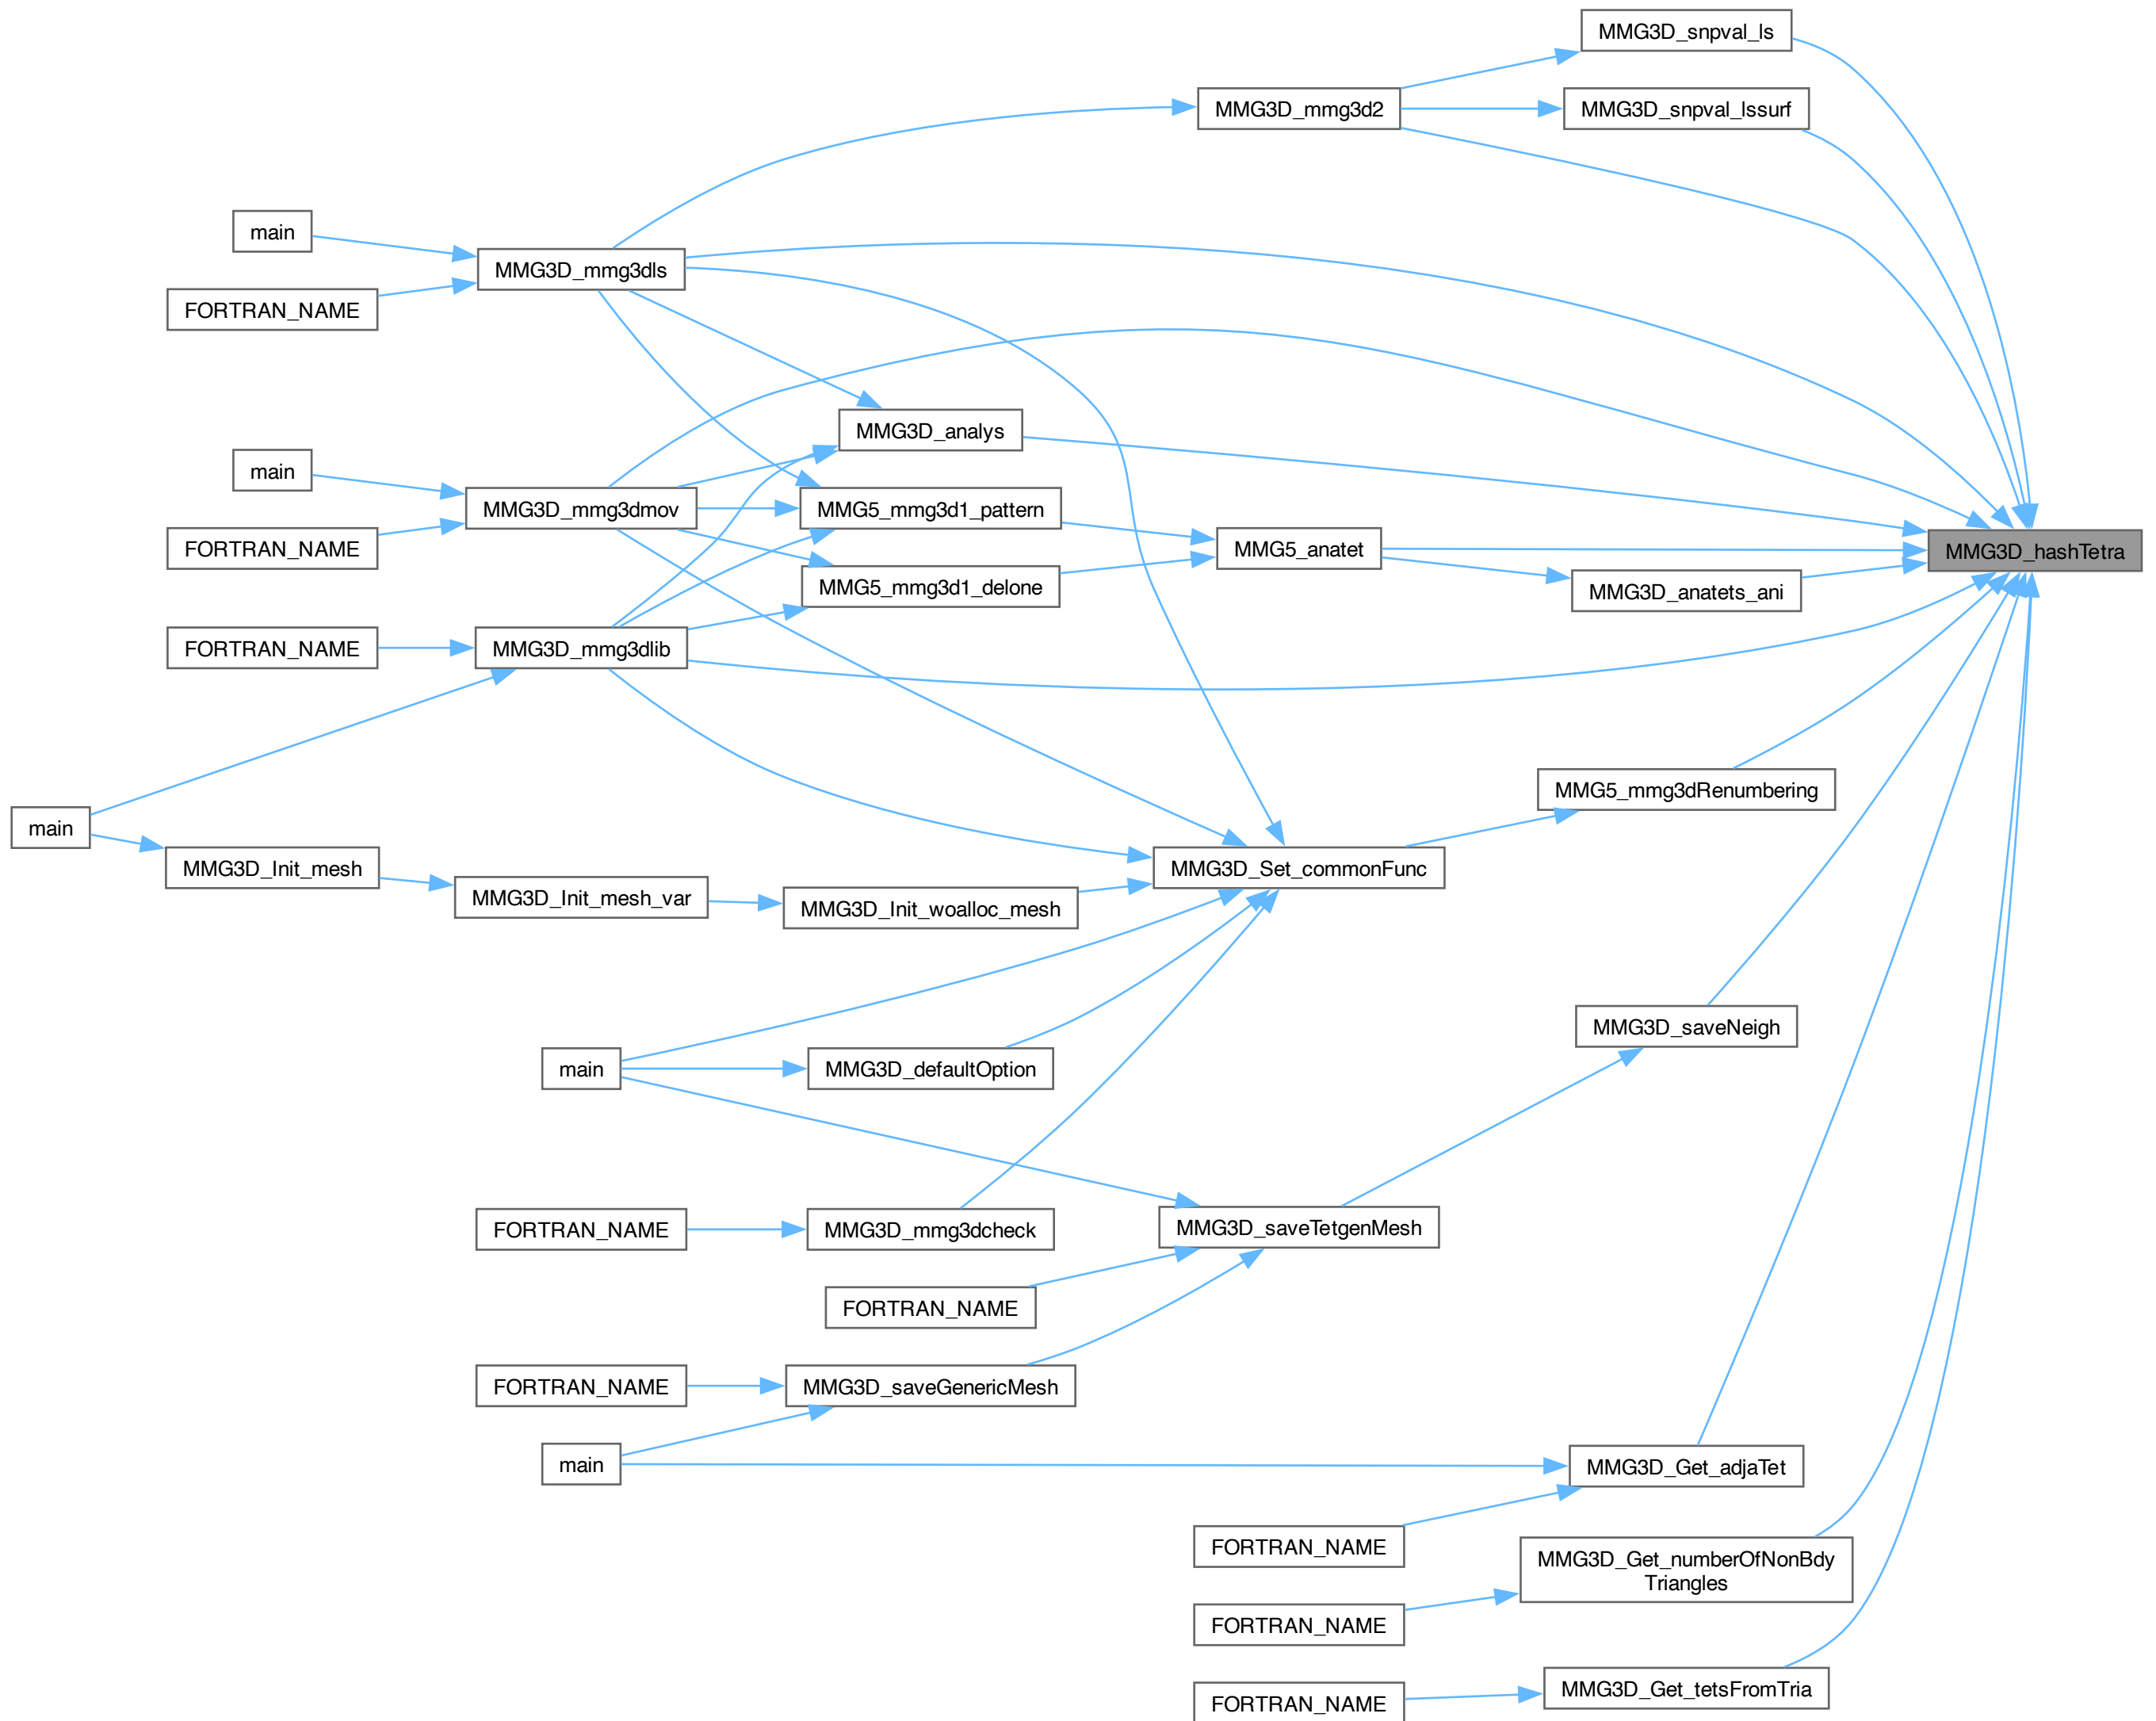 MMG3D_snpval_ls
MMG3D_mmg3d2
MMG3D_snpval_lssurf
main
MMG3D_mmg3dls
FORTRAN_NAME
MMG3D_analys
main
MMG3D_mmg3dmov
MMG5_mmg3d1_pattern
FORTRAN_NAME
MMG5_anatet
MMG3D_hashTetra
MMG5_mmg3d1_delone
MMG3D_anatets_ani
FORTRAN_NAME
MMG3D_mmg3dlib
MMG5_mmg3dRenumbering
main
MMG3D_Init_mesh
MMG3D_Set_commonFunc
MMG3D_Init_mesh_var
MMG3D_Init_woalloc_mesh
MMG3D_saveNeigh
main
MMG3D_defaultOption
FORTRAN_NAME
MMG3D_mmg3dcheck
MMG3D_saveTetgenMesh
FORTRAN_NAME
FORTRAN_NAME
MMG3D_saveGenericMesh
main
MMG3D_Get_adjaTet
FORTRAN_NAME
MMG3D_Get_numberOfNonBdy
Triangles
FORTRAN_NAME
MMG3D_Get_tetsFromTria
FORTRAN_NAME